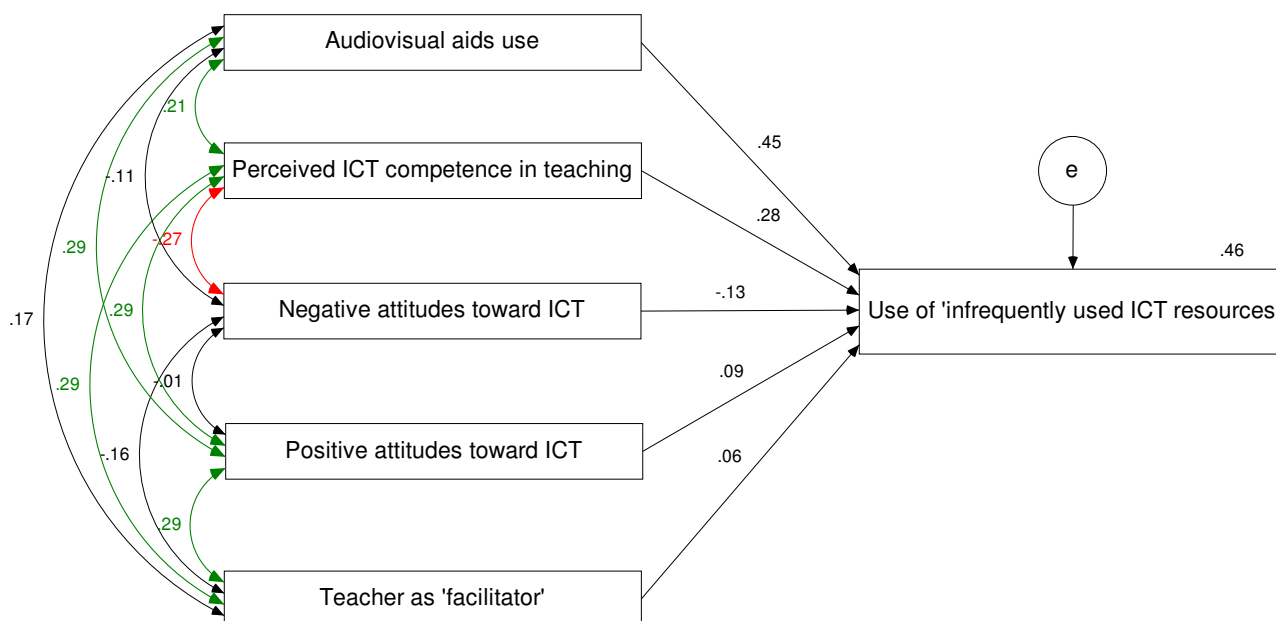 Audiovisual aids use
.21
.45
Perceived ICT competence in teaching
e
-.11
.28
-.27
.29
.46
Negative attitudes toward ICT
-.13
Use of 'infrequently used ICT resources
.29
.17
.09
-.01
.29
Positive attitudes toward ICT
-.16
.06
.29
Teacher as 'facilitator'